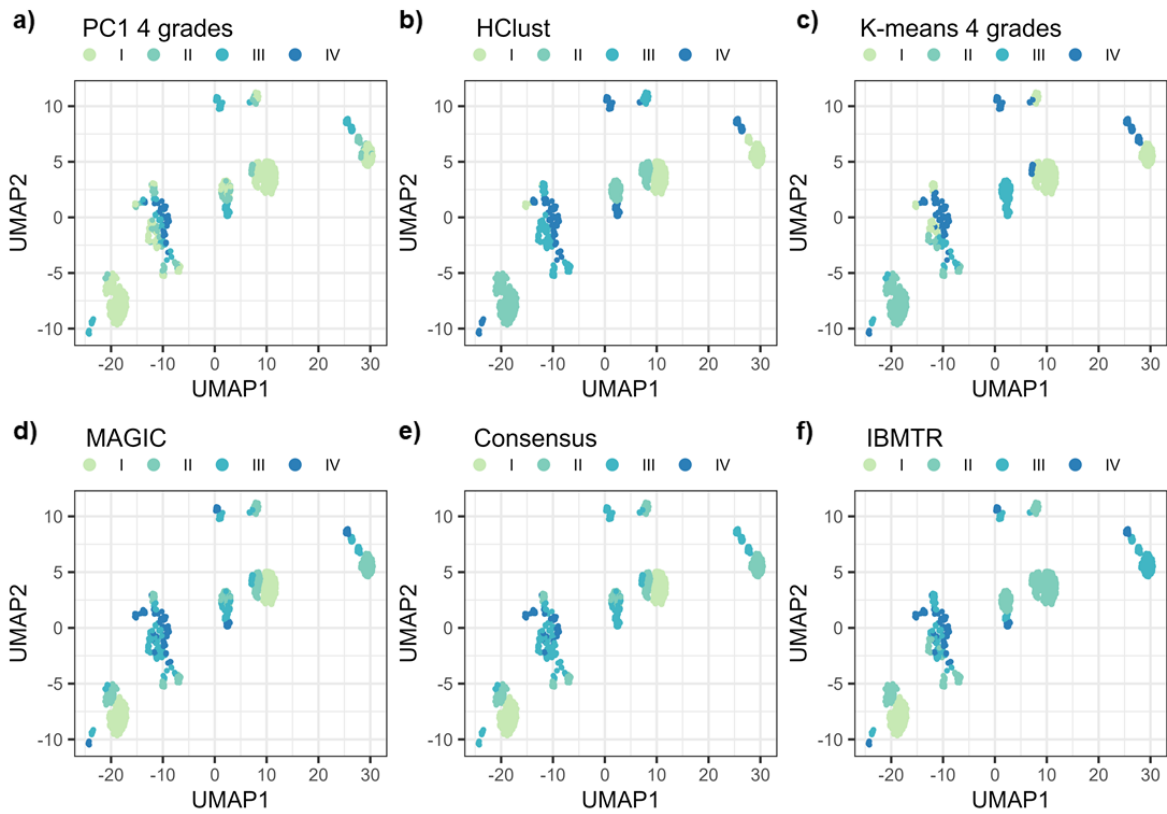 a) PC1 4 grades
I II III IV
10
5
0
-5
-10
UMAP2
-20 -10 0 10 20 30
UMAP1
b) HClust
I II III IV
10
5
0
-5
-10
UMAP2
-20 -10 0 10 20 30
UMAP1
c) K-means 4 grades
I II III IV
10
5
0
-5
-10
UMAP2
-20 -10 0 10 20 30
UMAP1
d) MAGIC
I II III IV
10
5
0
-5
-10
UMAP2
-20 -10 0 10 20 30
UMAP1
e) Consensus
I II III IV
10
5
0
-5
-10
UMAP2
-20 -10 0 10 20 30
UMAP1
f) IBMTR
I II III IV
10
5
0
-5
-10
UMAP2
-20 -10 0 10 20 30
UMAP1